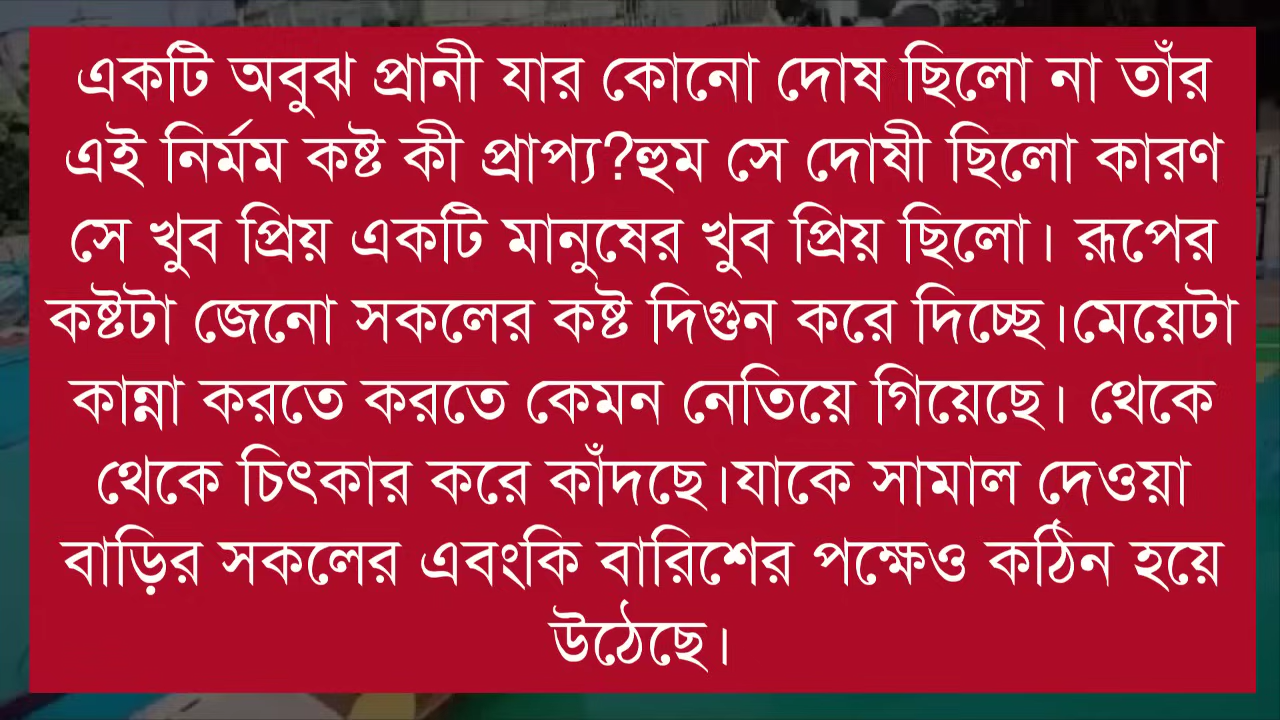 একটি অবুঝ প্রানী যার কোনো দোষ ছিলো না তাঁর
এই নির্মম কষ্ট কী প্রাপ্য?হুম সে দোষী ছিলো কারণ
সে খুব প্রিয় একটি মানুষের খুব প্রিয় ছিলো। রূপের
কষ্টটা জেনো সকলের কষ্ট দিগুন করে দিচ্ছে।মেয়েটা
কান্না করতে করতে কেমন নেতিয়ে গিয়েছে। থেকে
থেকে চিৎকার করে কাঁদছে।যাকে সামাল দেওয়া
বাড়ির সকলের এবংকি বারিশের পক্ষেও কঠিন হয়ে
উঠেছে।